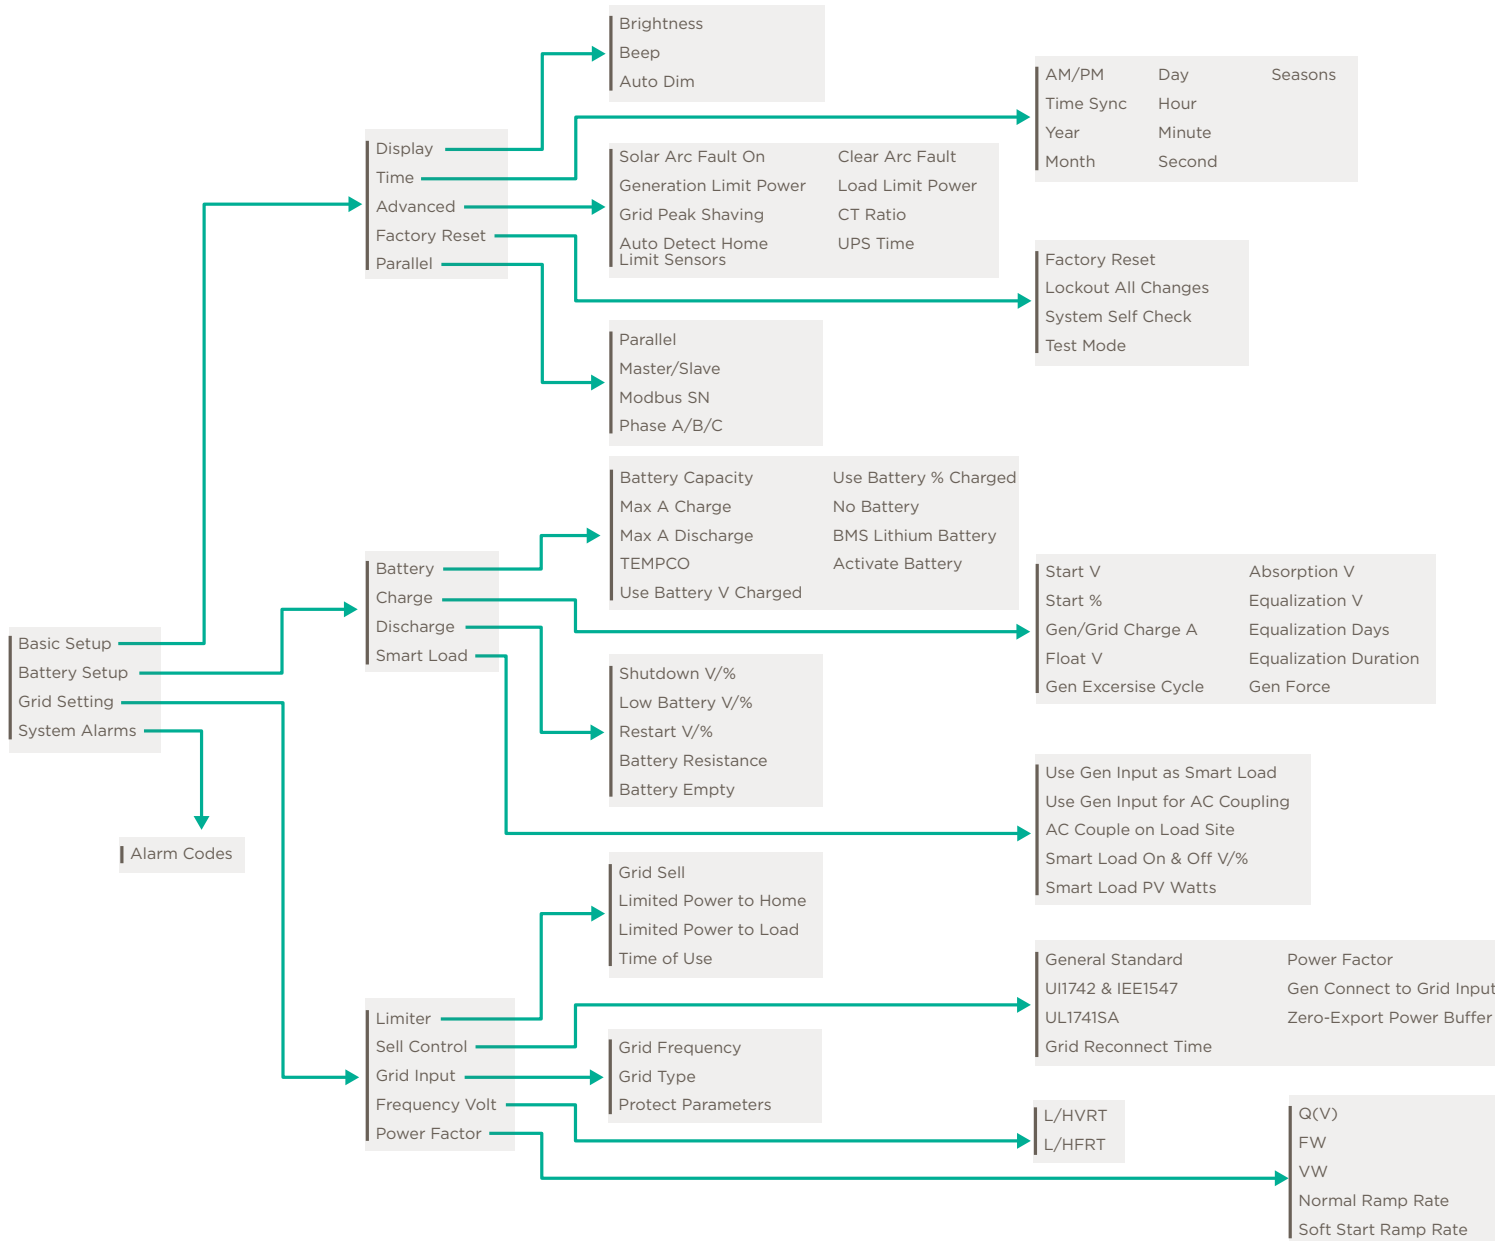 Brightness
Beep
Auto Dim
AM/PM Day Seasons
Time Sync Hour
Year Minute
Month Second
Display
Time
Advanced
Factory Reset
Parallel
Solar Arc Fault On Clear Arc Fault
Generation Limit Power Load Limit Power
Grid Peak Shaving CT Ratio
Auto Detect Home UPS Time
Limit Sensors
Factory Reset
Lockout All Changes
System Self Check
Test Mode
Parallel
Master/Slave
Modbus SN
Phase A/B/C
Battery Capacity Use Battery % Charged
Max A Charge No Battery
Max A Discharge BMS Lithium Battery
TEMPCO Activate Battery
Use Battery V Charged
Battery
Charge
Discharge
Smart Load
Start V Absorption V
Start % Equalization V
Gen/Grid Charge A Equalization Days
Float V Equalization Duration
Gen Excersise Cycle Gen Force
Basic Setup
Battery Setup
Grid Setting
System Alarms
Shutdown V/%
Low Battery V/%
Restart V/%
Battery Resistance
Battery Empty
Use Gen Input as Smart Load
Use Gen Input for AC Coupling
AC Couple on Load Site
Smart Load On & Off V/%
Smart Load PV Watts
Alarm Codes
Grid Sell
Limited Power to Home
Limited Power to Load
Time of Use
General Standard Power Factor
UI1742 & IEE1547 Gen Connect to Grid Input
UL1741SA Zero-Export Power Buffer
Grid Reconnect Time
Limiter
Sell Control
Grid Input
Frequency Volt
Power Factor
Grid Frequency
Grid Type
Protect Parameters
L/HVRT
L/HFRT
Q(V)
FW
VW
Normal Ramp Rate
Soft Start Ramp Rate